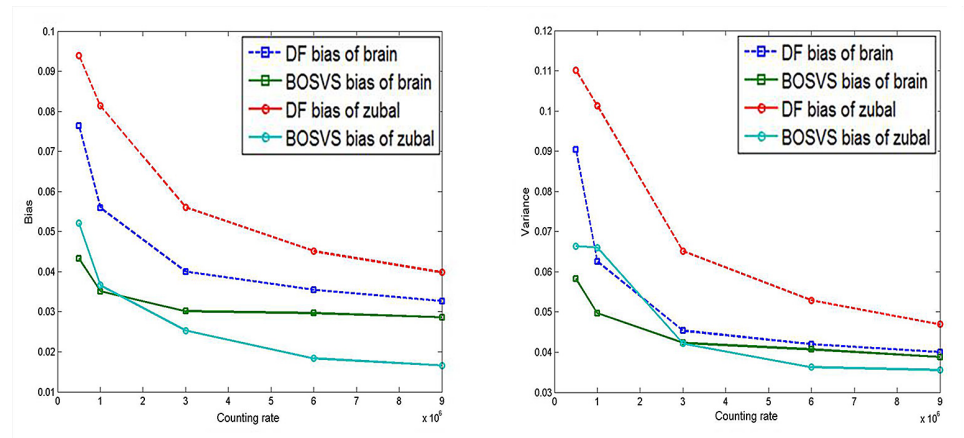 0.1
0.09
0.08
0.07
0.06
0.05
0.04
0.03
0.02
0.01
Bias
DF bias of brain
BOSVS bias of brain
DF bias of zubal
BOSVS bias of zubal
0 1 2 3 4 5 6 7 8 9
Counting rate
x 10⁶
0.12
0.11
0.1
0.09
0.08
0.07
0.06
0.05
0.04
0.03
Variance
DF bias of brain
BOSVS bias of brain
DF bias of zubal
BOSVS bias of zubal
0 1 2 3 4 5 6 7 8 9
Counting rate
x 10⁶